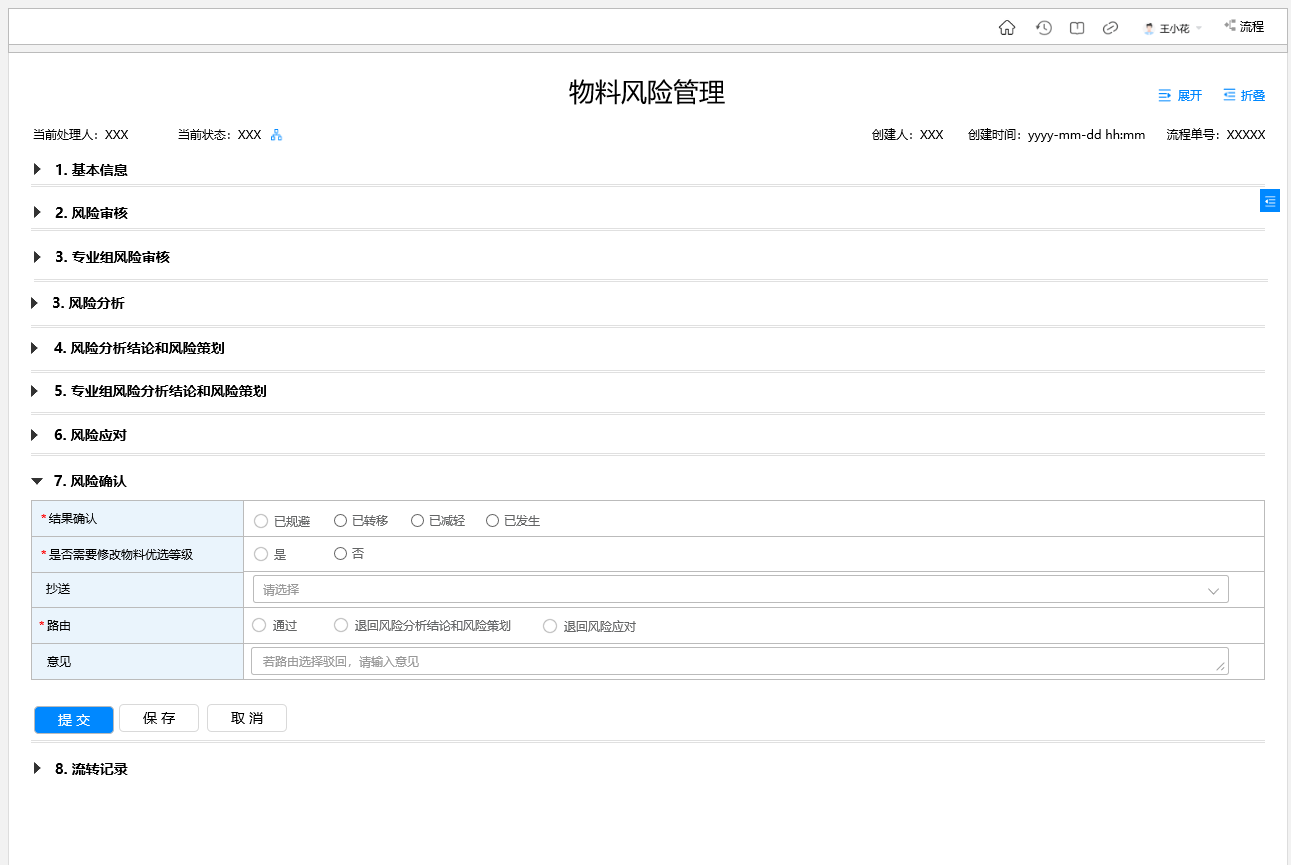 王小花 流程
物料风险管理
展开 折叠
当前处理人：XXX 当前状态：XXX 创建人：XXX 创建时间：yyyy-mm-dd hh:mm 流程单号：XXXXX
1. 基本信息
2. 风险审核
3. 专业组风险审核
3. 风险分析
4. 风险分析结论和风险策划
5. 专业组风险分析结论和风险策划
6. 风险应对
7. 风险确认
*结果确认 已规避 已转移 已减轻 已发生
*是否需要修改物料优选等级 是 否
抄送 请选择
*路由 通过 退回风险分析结论和风险策划 退回风险应对
意见 若路由选择驳回，请输入意见
提 交 保 存 取 消
8. 流转记录